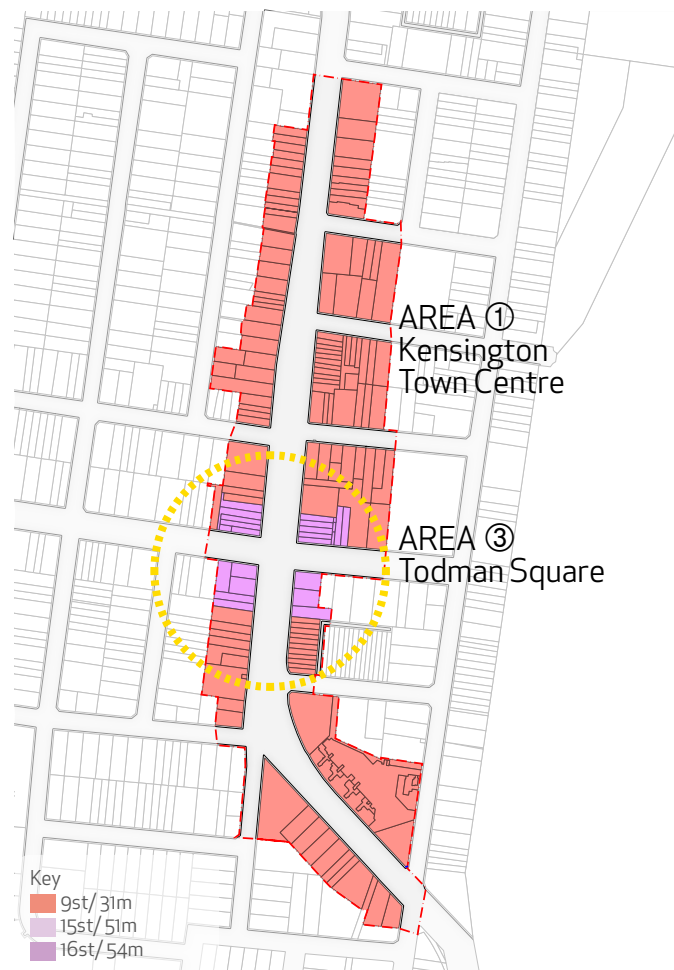 AREA ①
Kensington
Town Centre
AREA ③
Todman Square
Key
9st/31m
15st/51m
16st/54m